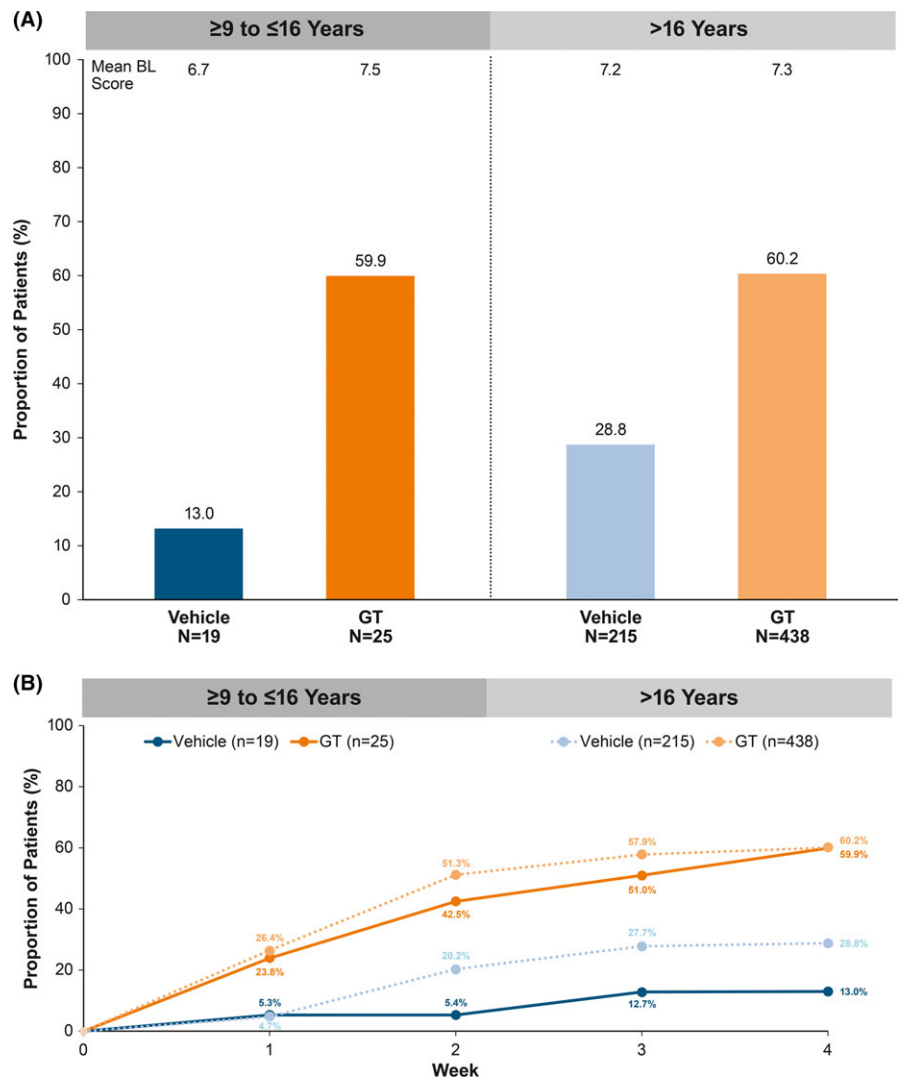 (A)
≥9 to ≤16 Years >16 Years
Mean BL
Score
6.7 7.5 7.2 7.3
Proportion of Patients (%)
100
90
80
70
60
50
40
30
20
10
0
13.0
59.9
28.8
60.2
Vehicle GT Vehicle GT
N=19 N=25 N=215 N=438
(B)
≥9 to ≤16 Years >16 Years
Vehicle (n=19) GT (n=25) Vehicle (n=215) GT (n=438)
Proportion of Patients (%)
100
80
60
40
20
0
26.4%
23.8%
5.3%
4.7%
51.3%
42.5%
20.2%
5.4%
57.9%
51.0%
27.7%
12.7%
60.2%
59.9%
28.8%
13.0%
0 1 2 3 4
Week